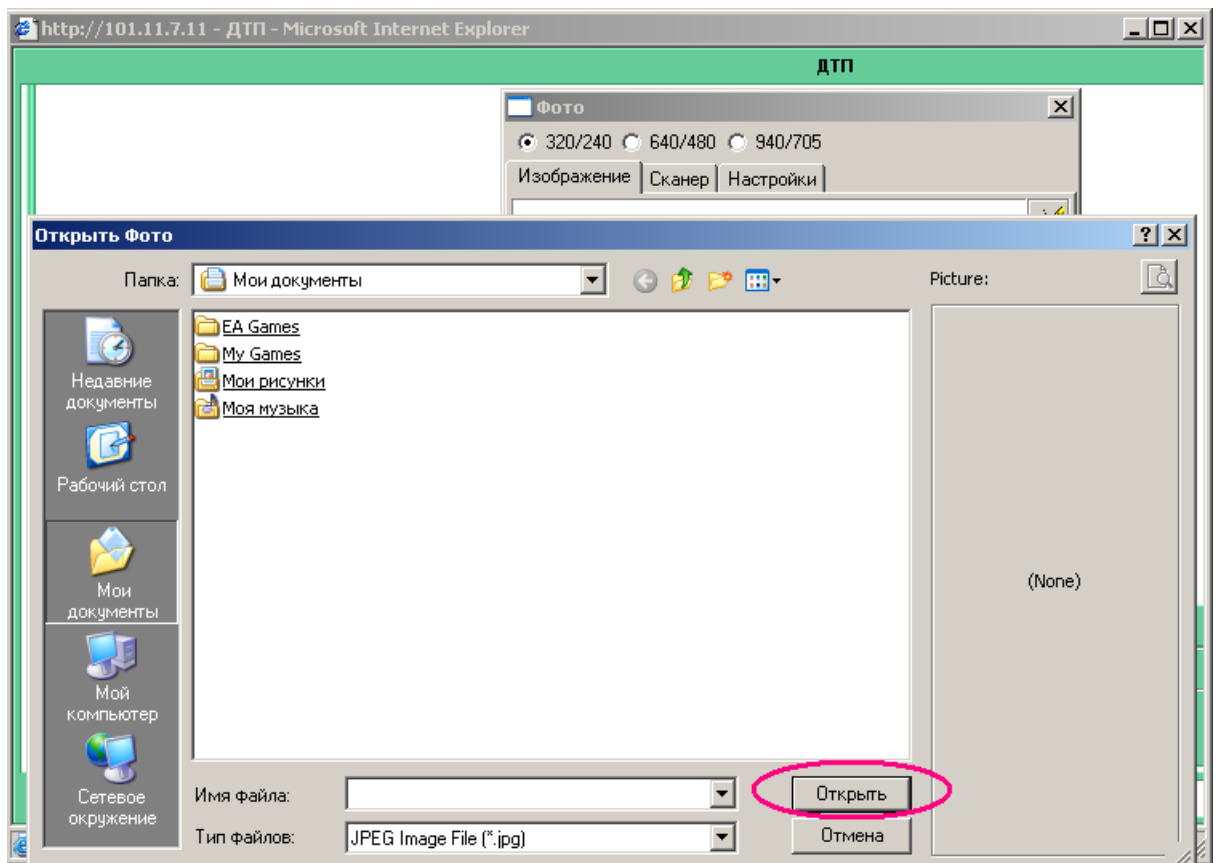 http://101.11.7.11 - ДТП - Microsoft Internet Explorer
ДТП
Фото
320/240 640/480 940/705
Изображение Сканер Настройки
Открыть Фото
Папка: Мои документы Picture:
EA Games
My Games
Мои рисунки
Моя музыка
Недавние
документы
Рабочий стол
Мои
документы
Мой
компьютер
Сетевое
окружение
(None)
Имя файла: Открыть
Тип файлов: JPEG Image File (*.jpg) Отмена